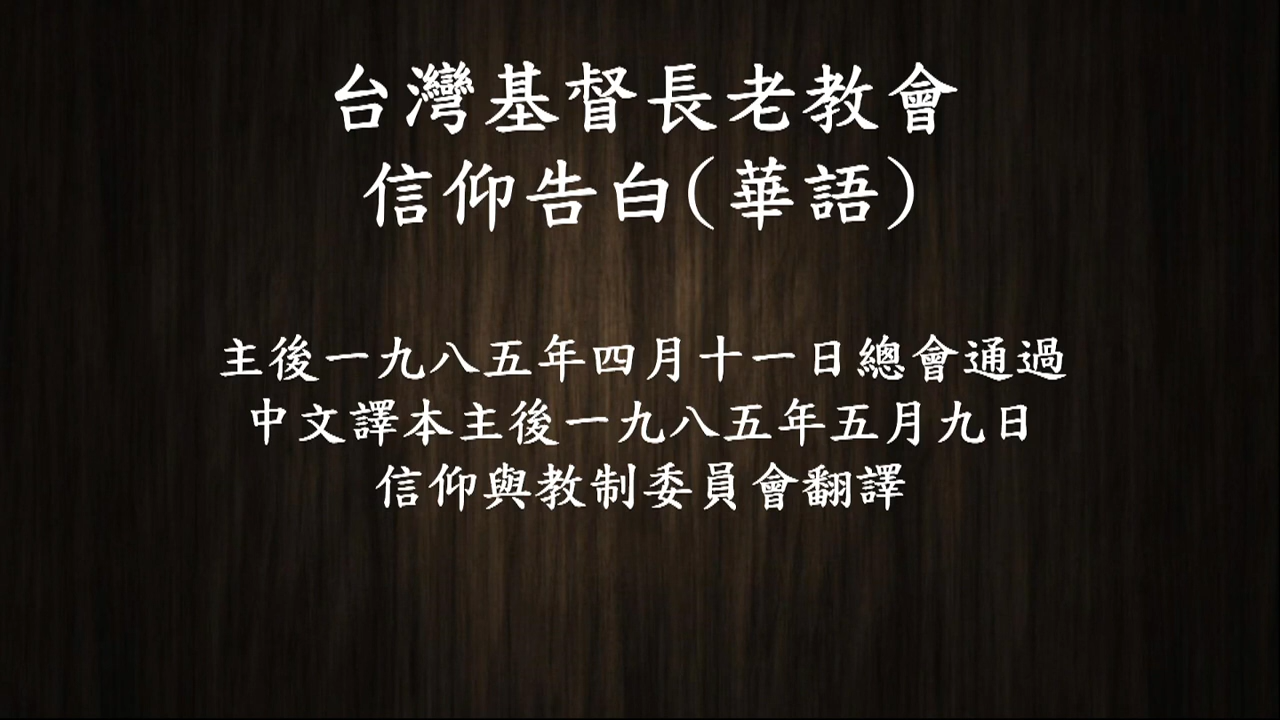 台灣基督長老教會
信仰告白(華語)
主後一九八五年四月十一日總會通過
中文譯本主後一九八五年五月九日
信仰與教制委員會翻譯